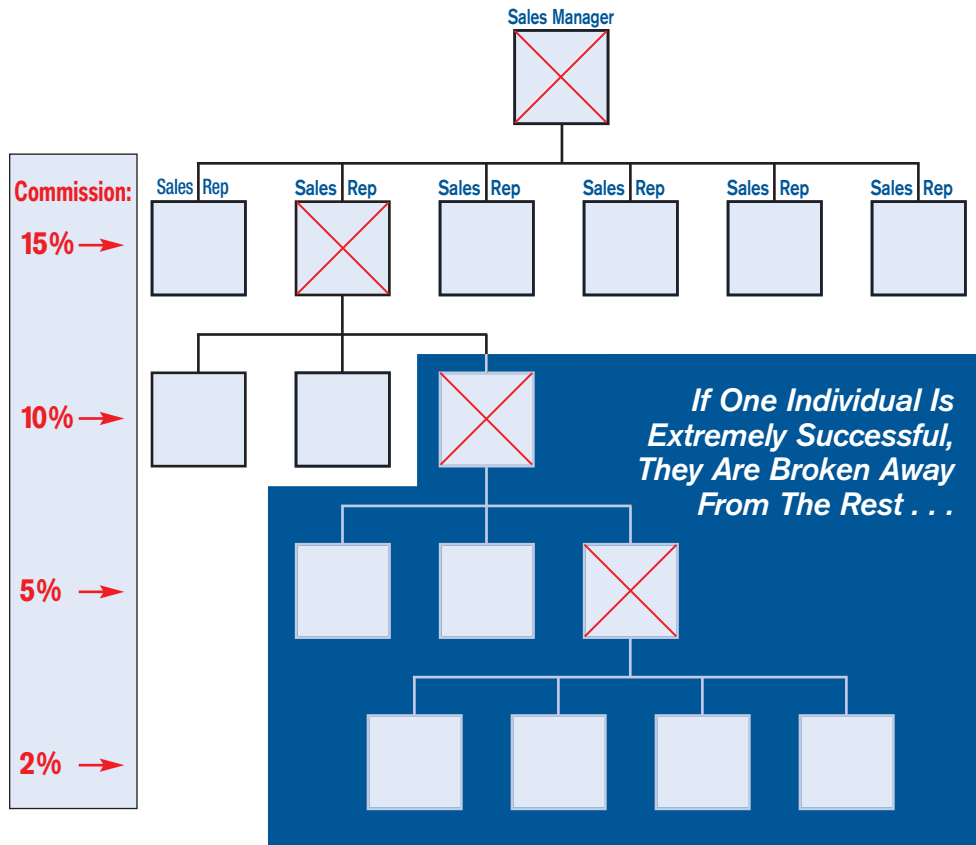 Sales Manager
Commission:
Sales Rep
Sales Rep
Sales Rep
Sales Rep
Sales Rep
Sales Rep
15%
10%
If One Individual Is
Extremely Successful,
They Are Broken Away
From The Rest . . .
5%
2%